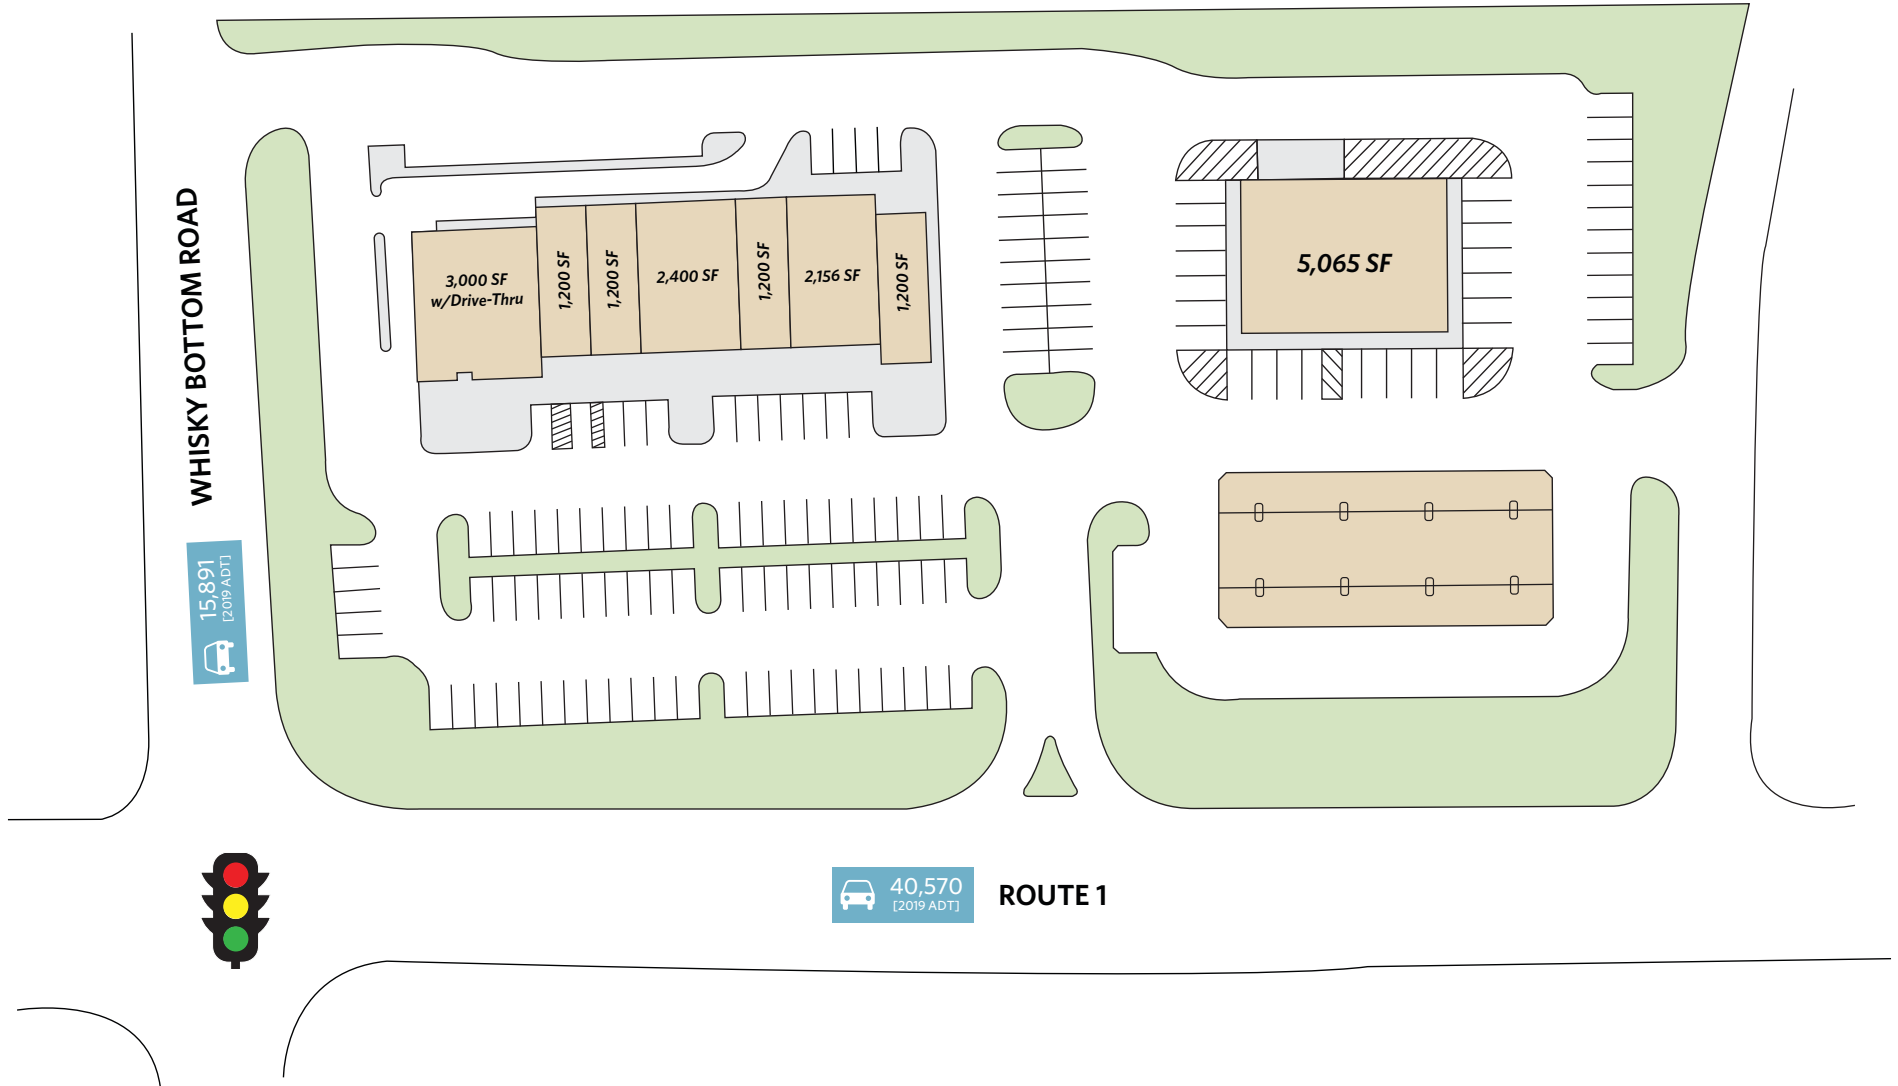 WHISKY BOTTOM ROAD
15,891
[2019 ADT]
3,000 SF
w/Drive-Thru
1,200 SF
1,200 SF
2,400 SF
1,200 SF
2,156 SF
1,200 SF
5,065 SF
40,570
[2019 ADT]
ROUTE 1